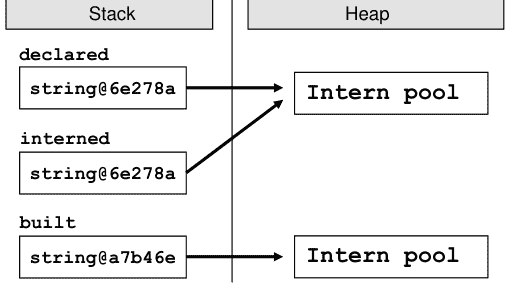 Stack
Heap
declared
string@6e278a
Intern pool
interned
string@6e278a
built
string@a7b46e
Intern pool